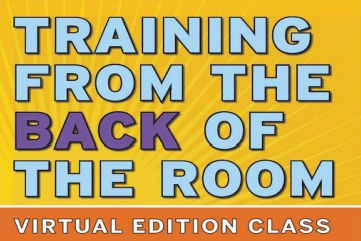 TRAINING
FROM THE
BACK OF
THE ROOM
VIRTUAL EDITION CLASS